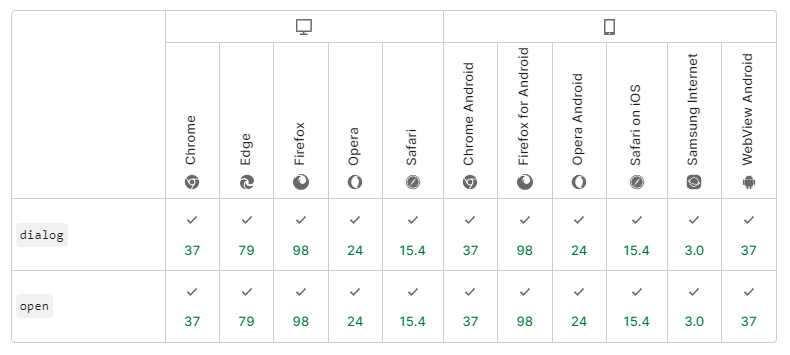 Chrome
Edge
Firefox
Opera
Safari
Chrome Android
Firefox for Android
Opera Android
Safari on iOS
Samsung Internet
WebView Android
dialog
37 79 98 24 15.4 37 98 24 15.4 3.0 37
open
37 79 98 24 15.4 37 98 24 15.4 3.0 37